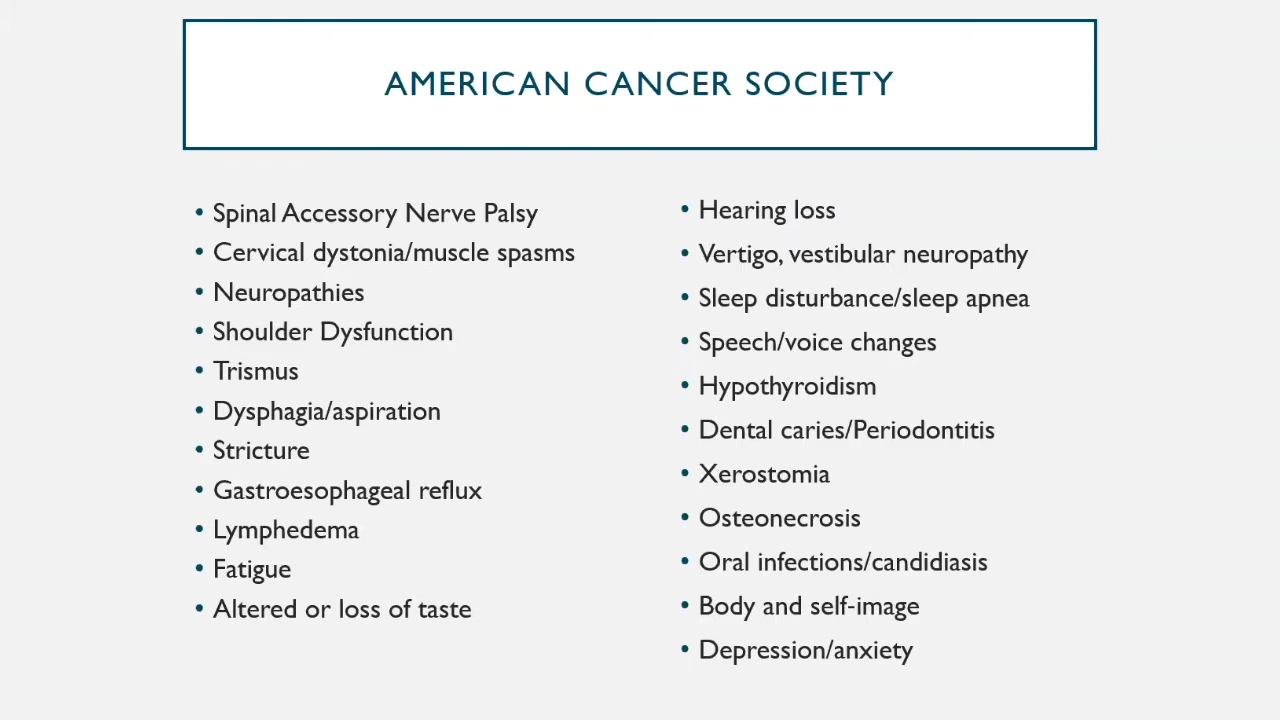 AMERICAN CANCER SOCIETY
• Spinal Accessory Nerve Palsy
• Cervical dystonia/muscle spasms
• Neuropathies
• Shoulder Dysfunction
• Trismus
• Dysphagia/aspiration
• Stricture
• Gastroesophageal reflux
• Lymphedema
• Fatigue
• Altered or loss of taste
• Hearing loss
• Vertigo, vestibular neuropathy
• Sleep disturbance/sleep apnea
• Speech/voice changes
• Hypothyroidism
• Dental caries/Periodontitis
• Xerostomia
• Osteonecrosis
• Oral infections/candidiasis
• Body and self-image
• Depression/anxiety